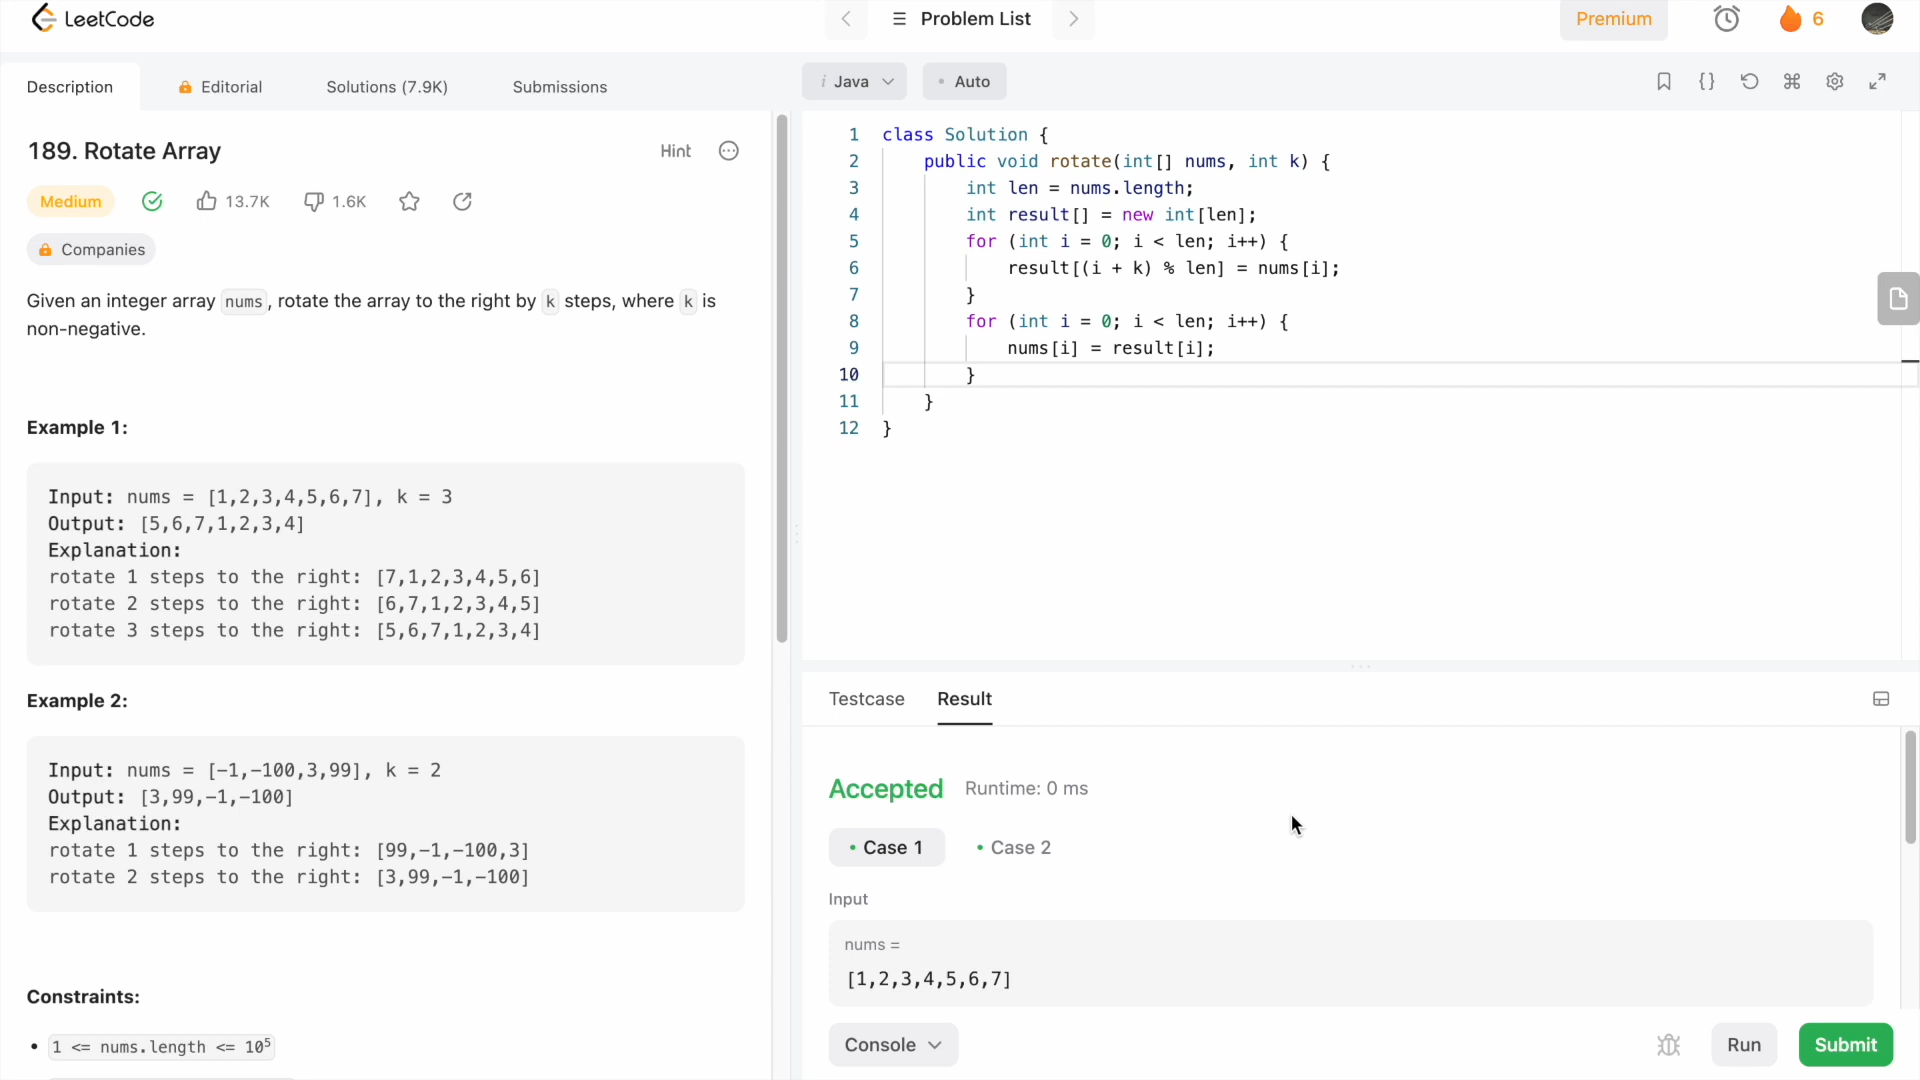 LeetCode
Problem List
Premium
6
Description
Editorial
Solutions (7.9K)
Submissions
189. Rotate Array
Hint
Medium
13.7K
1.6K
Companies
Given an integer array nums, rotate the array to the right by k steps, where k is
non-negative.
Example 1:
Input: nums = [1,2,3,4,5,6,7], k = 3
Output: [5,6,7,1,2,3,4]
Explanation:
rotate 1 steps to the right: [7,1,2,3,4,5,6]
rotate 2 steps to the right: [6,7,1,2,3,4,5]
rotate 3 steps to the right: [5,6,7,1,2,3,4]
Example 2:
Input: nums = [-1,-100,3,99], k = 2
Output: [3,99,-1,-100]
Explanation:
rotate 1 steps to the right: [99,-1,-100,3]
rotate 2 steps to the right: [3,99,-1,-100]
Constraints:
• 1 <= nums.length <= 10⁵
i Java
• Auto
1 class Solution {
2     public void rotate(int[] nums, int k) {
3         int len = nums.length;
4         int result[] = new int[len];
5         for (int i = 0; i < len; i++) {
6             result[(i + k) % len] = nums[i];
7         }
8         for (int i = 0; i < len; i++) {
9             nums[i] = result[i];
10         }
11     }
12 }
Testcase
Result
Accepted
Runtime: 0 ms
• Case 1
• Case 2
Input
nums =
[1,2,3,4,5,6,7]
Console
Run
Submit